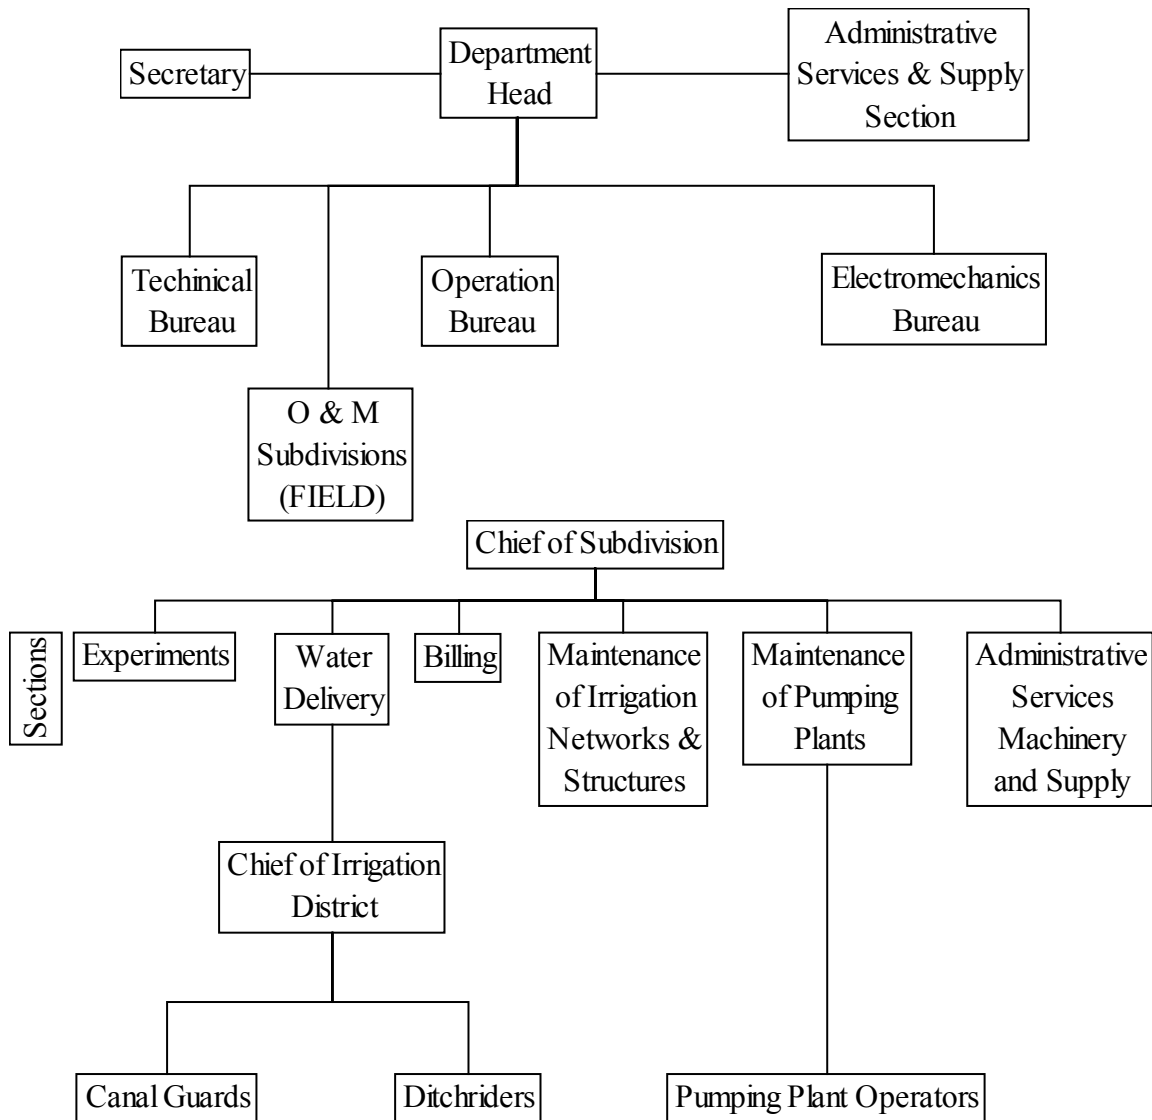 Secretary
Department
Head
Administrative
Services & Supply
Section
Techinical
Bureau
Operation
Bureau
Electromechanics
Bureau
O & M
Subdivisions
(FIELD)
Chief of Subdivision
Sections
Experiments
Water
Delivery
Billing
Maintenance
of Irrigation
Networks &
Structures
Maintenance
of Pumping
Plants
Administrative
Services
Machinery
and Supply
Chief of Irrigation
District
Canal Guards
Ditchriders
Pumping Plant Operators